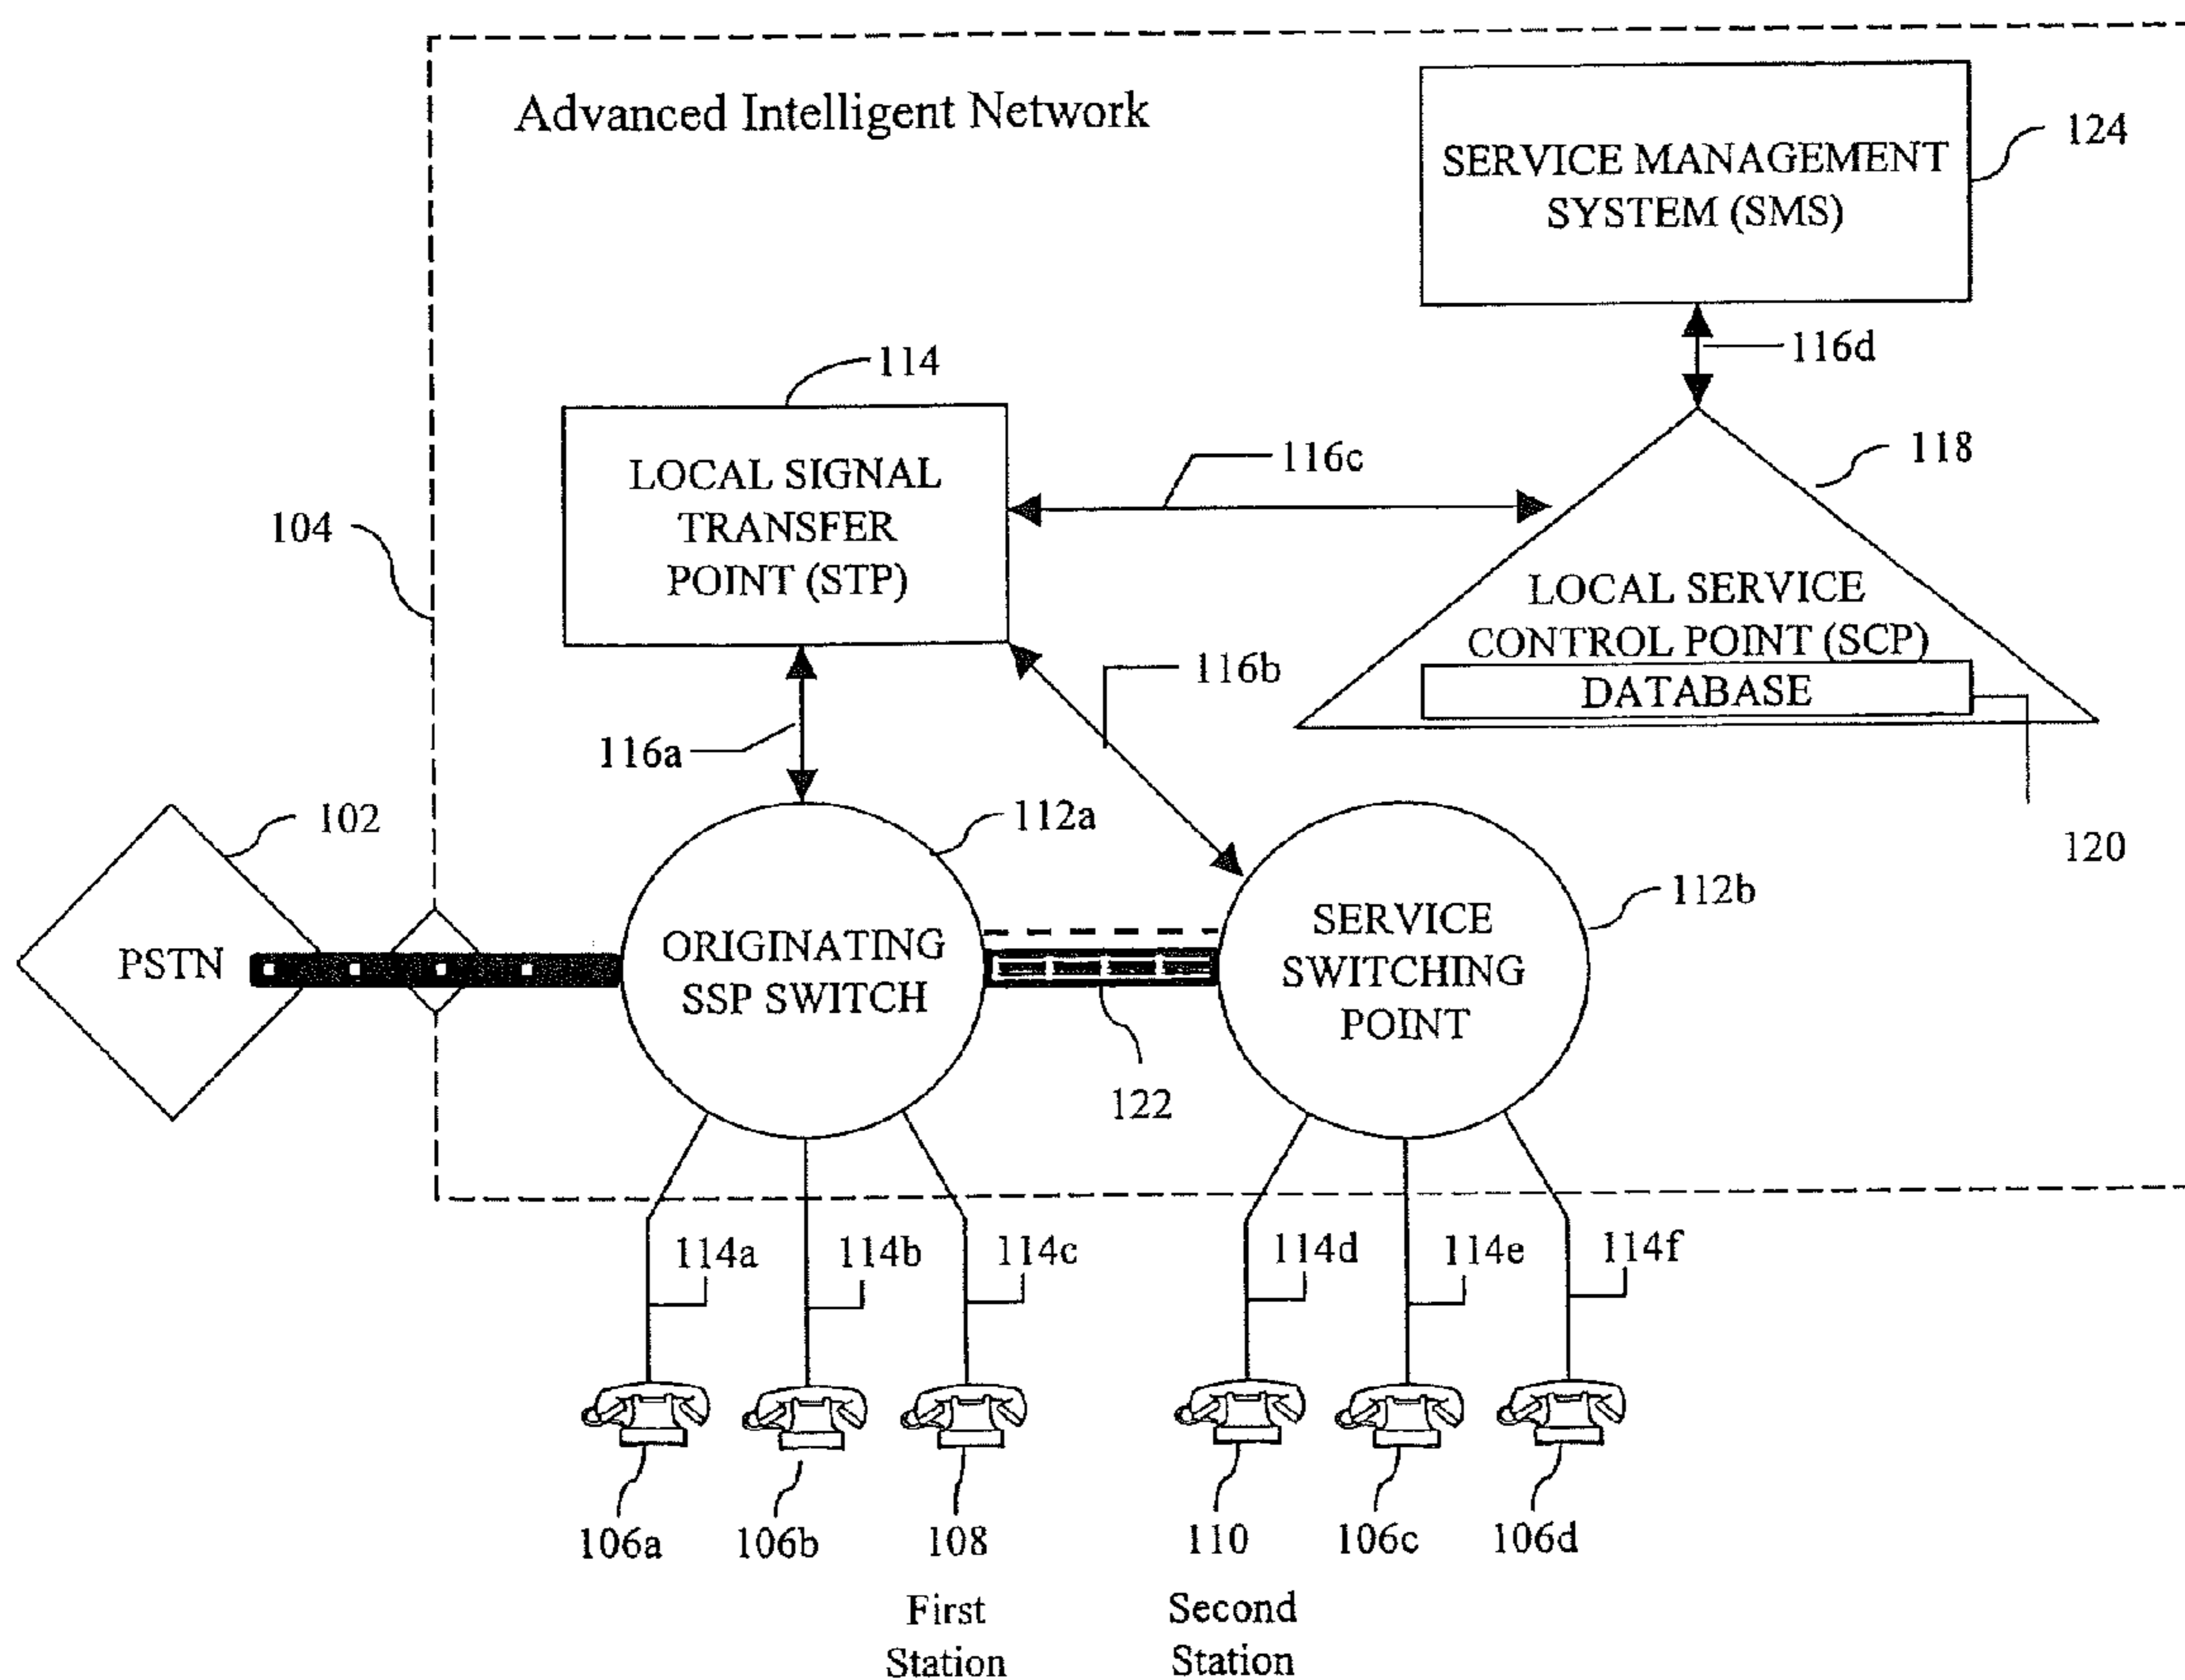 Advanced Intelligent Network
SERVICE MANAGEMENT
SYSTEM (SMS)
124
116d
114
LOCAL SIGNAL
TRANSFER
POINT (STP)
116c
118
104
LOCAL SERVICE
CONTROL POINT (SCP)
DATABASE
116b
116a
120
102
112a
112b
PSTN
ORIGINATING
SSP SWITCH
SERVICE
SWITCHING
POINT
122
114a
114b
114c
114d
114e
114f
106a
106b
108
110
106c
106d
First
Station
Second
Station